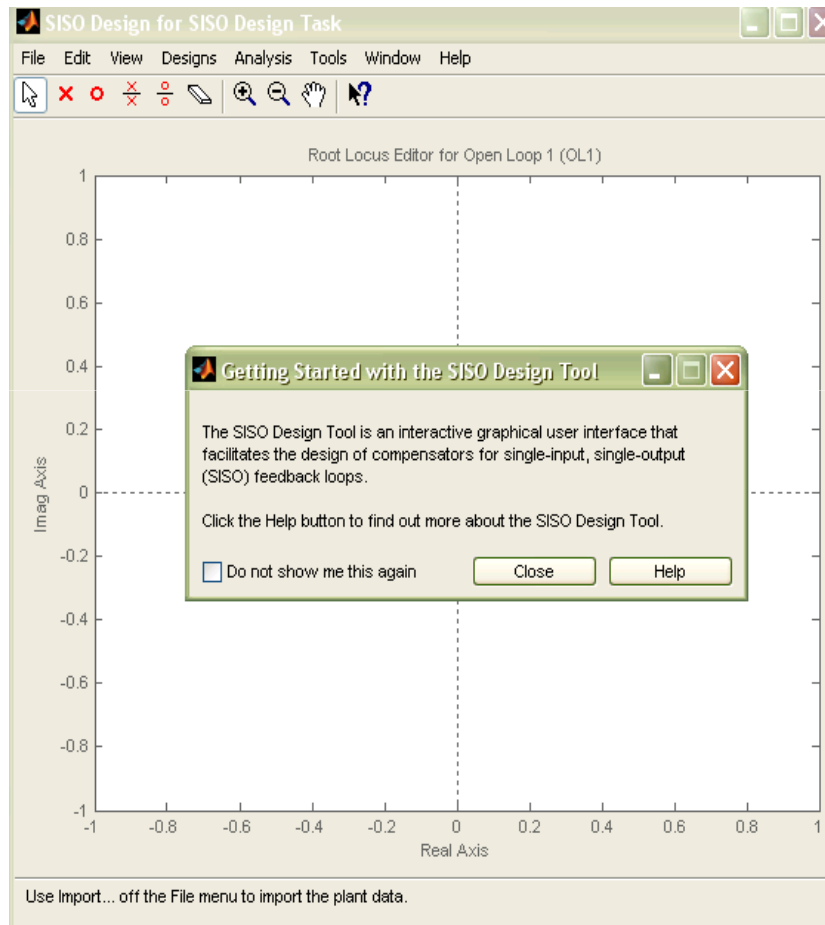 SISO Design for SISO Design Task
File Edit View Designs Analysis Tools Window Help
Root Locus Editor for Open Loop 1 (OL1)
1
0.8
0.6
0.4
0.2
0
-0.2
-0.4
-0.6
-0.8
-1
Imag Axis
Getting Started with the SISO Design Tool
The SISO Design Tool is an interactive graphical user interface that
facilitates the design of compensators for single-input, single-output
(SISO) feedback loops.
Click the Help button to find out more about the SISO Design Tool.
Do not show me this again Close Help
-1 -0.8 -0.6 -0.4 -0.2 0 0.2 0.4 0.6 0.8 1
Real Axis
Use Import... off the File menu to import the plant data.